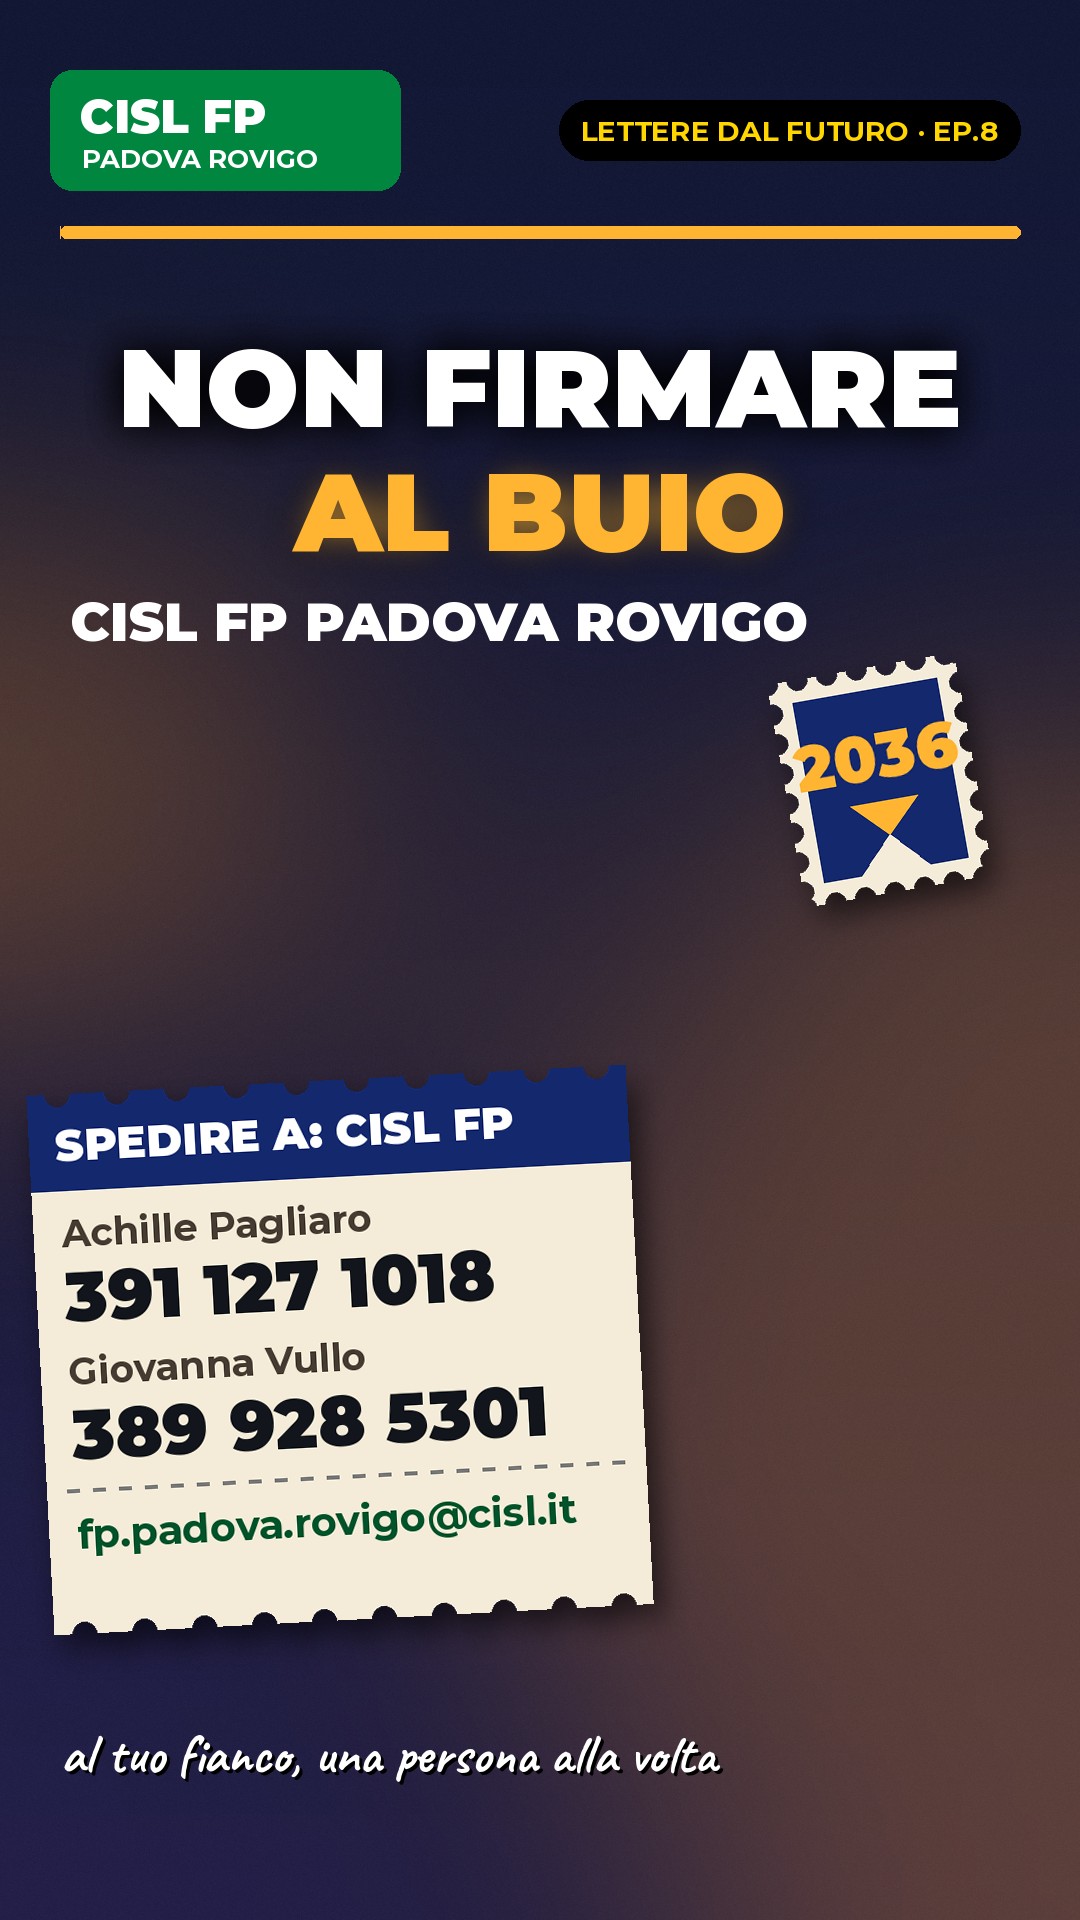 CISL FP
PADOVA ROVIGO
LETTERE DAL FUTURO · EP.8
NON FIRMARE
AL BUIO
CISL FP PADOVA ROVIGO
2036
SPEDIRE A: CISL FP
Achille Pagliaro
391 127 1018
Giovanna Vullo
389 928 5301
fp.padova.rovigo@cisl.it
al tuo fianco, una persona alla volta